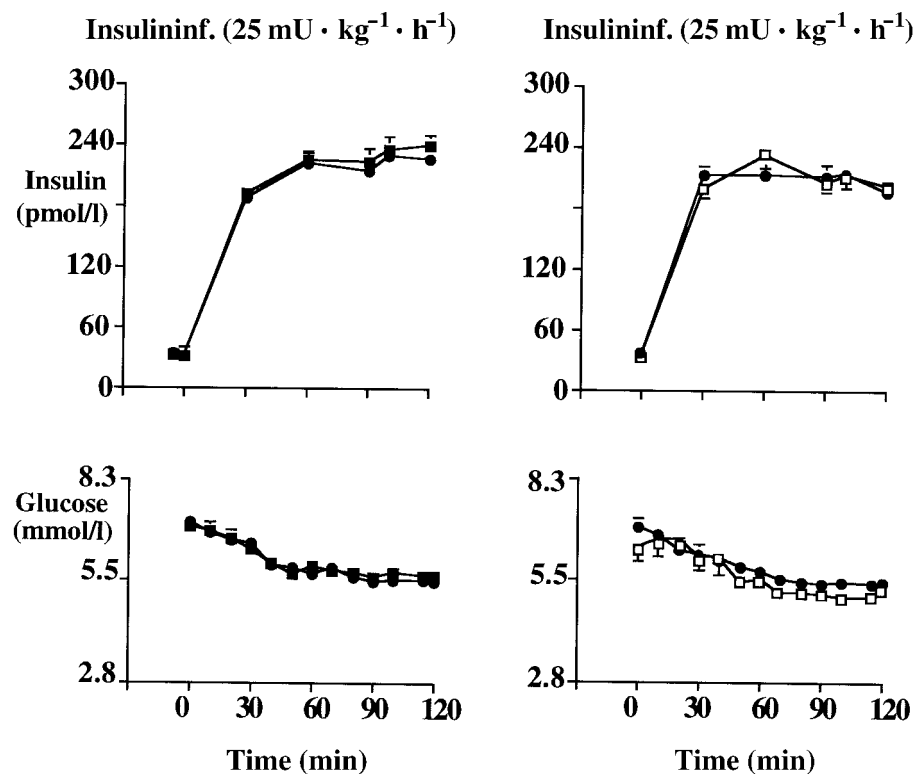 Insulininf. (25 mU · kg⁻¹ · h⁻¹)
300
240
Insulin
(pmol/l)
120
60
0
Insulininf. (25 mU · kg⁻¹ · h⁻¹)
300
240
120
60
0
8.3
Glucose
(mmol/l)
5.5
2.8
0 30 60 90 120
Time (min)
8.3
5.5
2.8
0 30 60 90 120
Time (min)